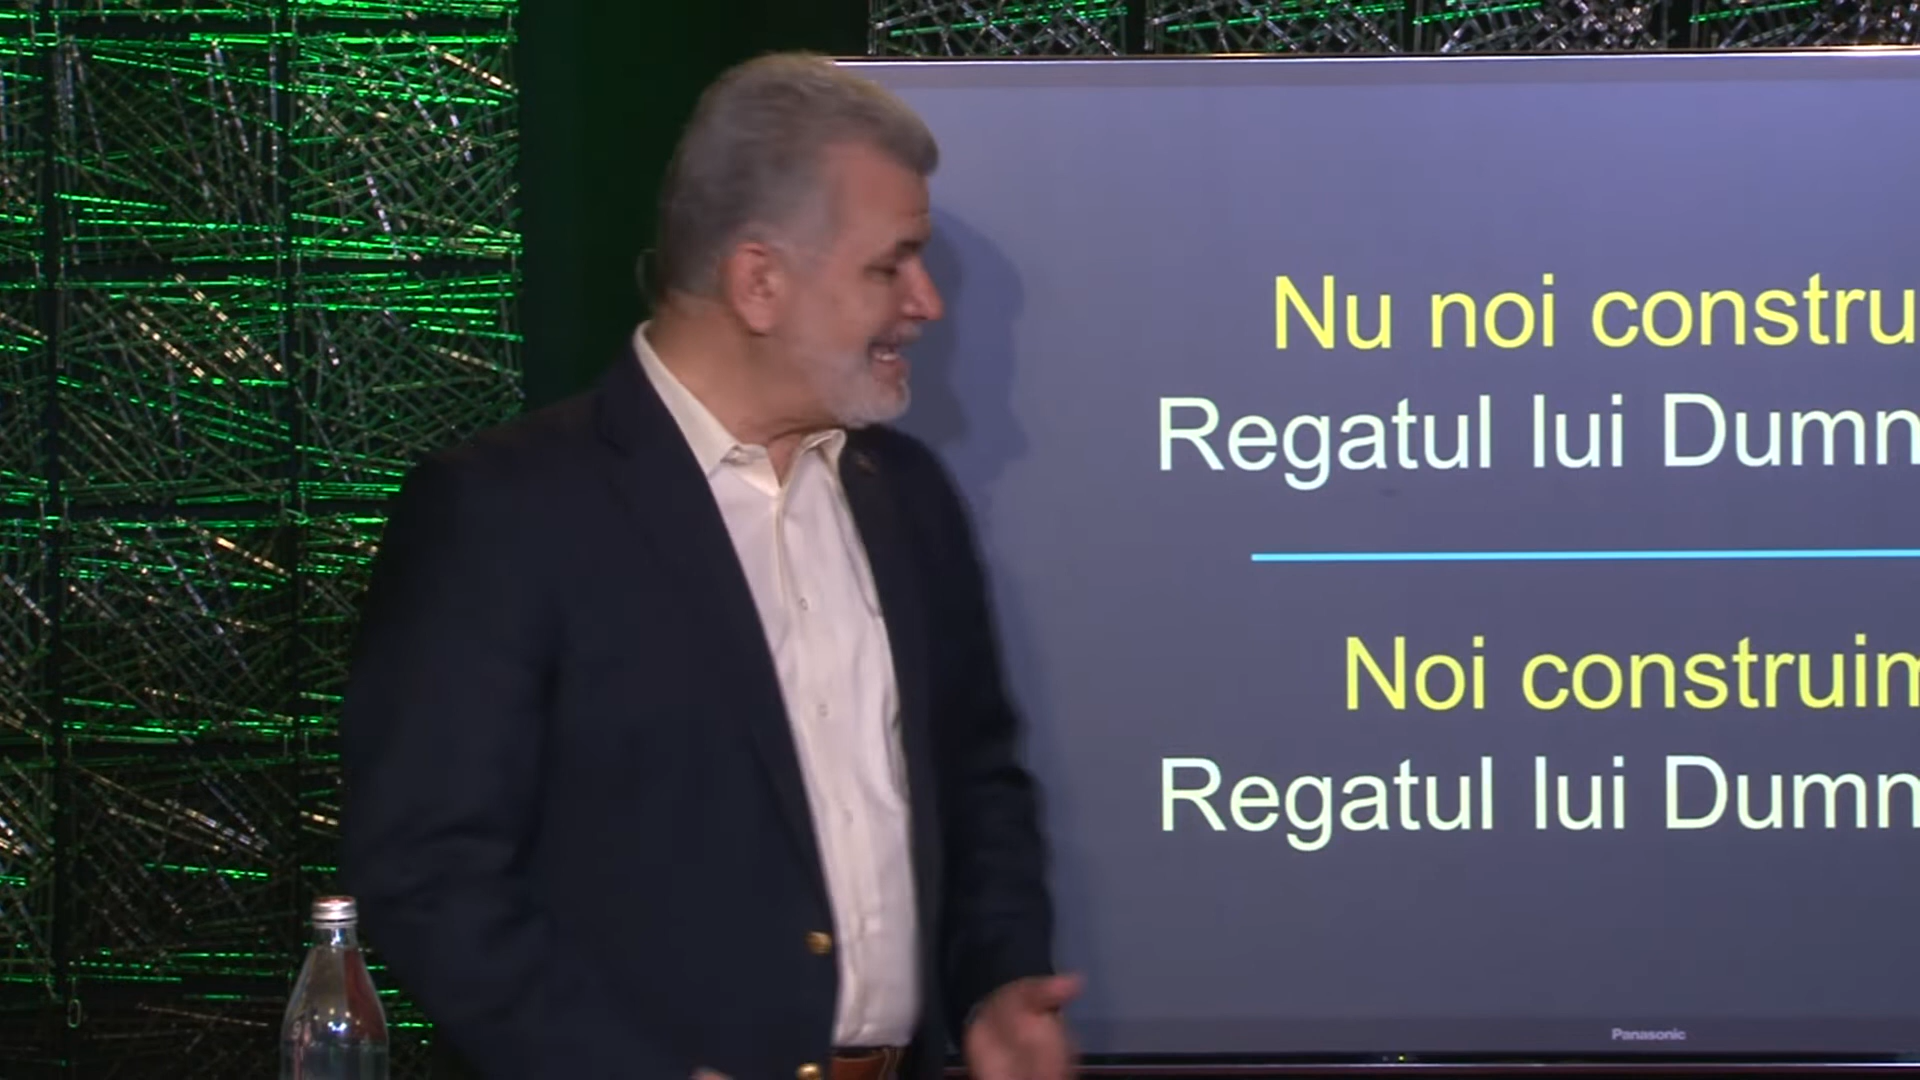 Nu noi constru
Regatul lui Dumn
Noi construim
Regatul lui Dumn
Panasonic